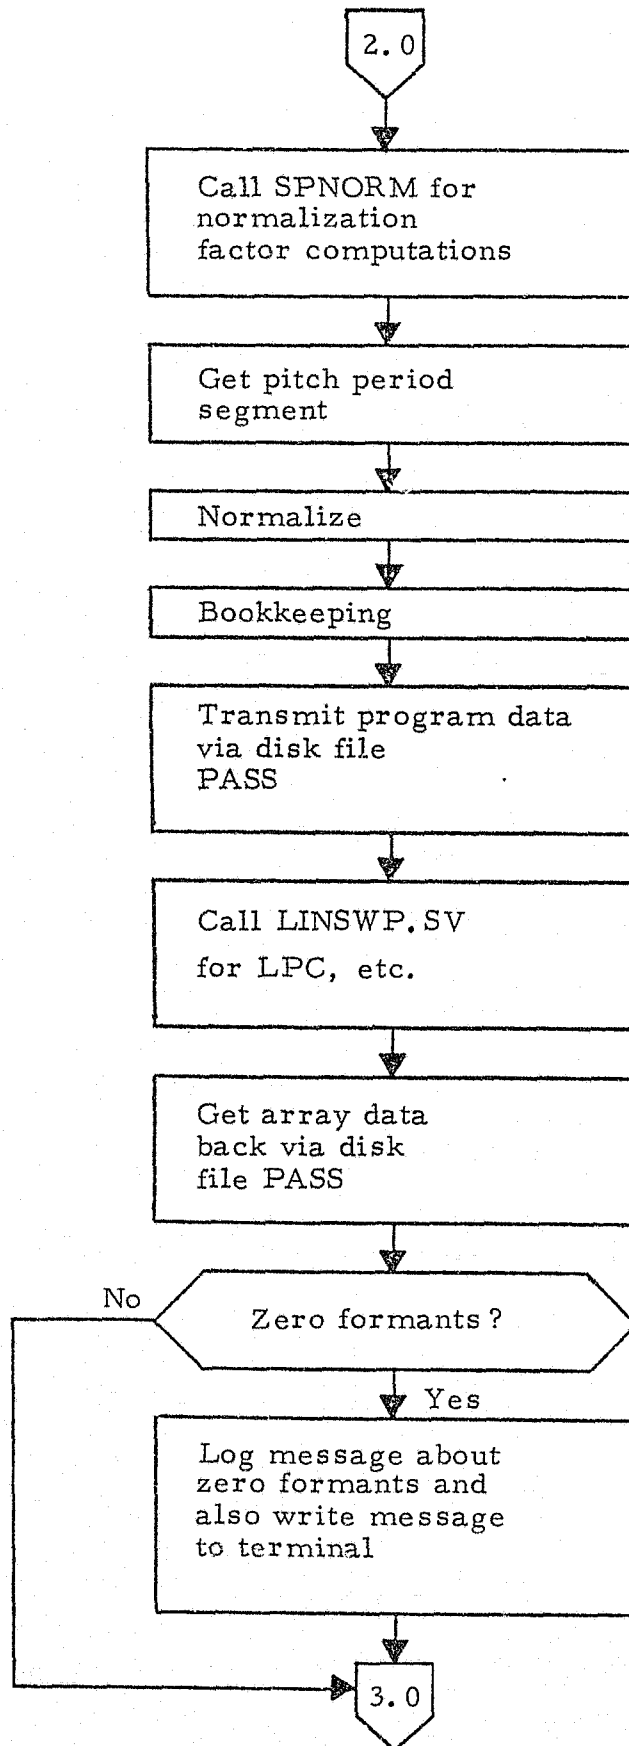 2.0
Call SPNORM for
normalization
factor computations
Get pitch period
segment
Normalize
Bookkeeping
Transmit program data
via disk file
PASS
Call LINSWP.SV
for LPC, etc.
Get array data
back via disk
file PASS
No
Zero formants?
Yes
Log message about
zero formants and
also write message
to terminal
3.0